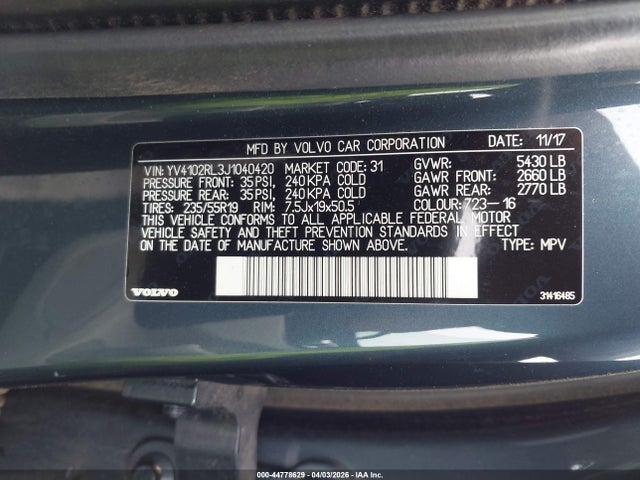 MFD BY VOLVO CAR CORPORATION DATE: 11/17
VIN: YV4102RL3J1040420 MARKET CODE: 31 GVWR: 5430 LB
PRESSURE FRONT: 35 PSI, 240 KPA COLD GAWR FRONT: 2660 LB
PRESSURE REAR: 35 PSI, 240 KPA COLD GAWR REAR: 2770 LB
TIRES: 235/55R19 RIM: 7.5Jx19x50.5 COLOUR: 723-16
THIS VEHICLE CONFORMS TO ALL APPLICABLE FEDERAL MOTOR
VEHICLE SAFETY AND THEFT PREVENTION STANDARDS IN EFFECT
ON THE DATE OF MANUFACTURE SHOWN ABOVE. TYPE: MPV
VOLVO
31416485
000-44778629 - 04/03/2026 - IAA Inc.